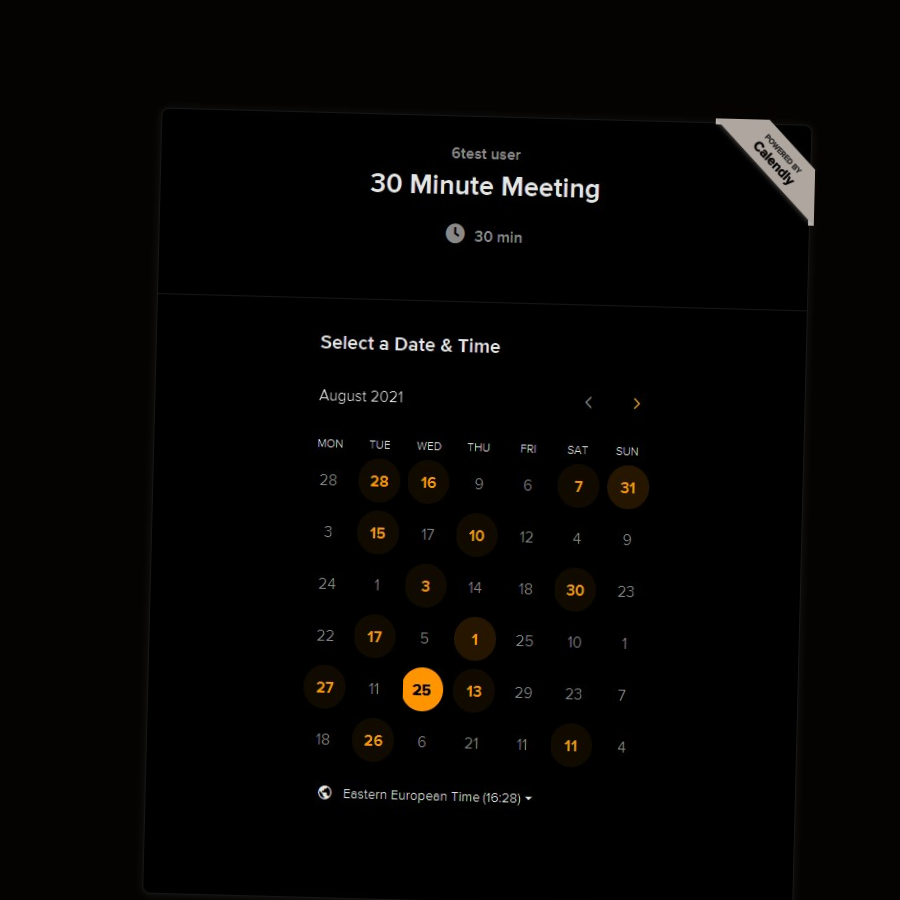 POWERED BY
Calendly
6test user
30 Minute Meeting
30 min
Select a Date & Time
August 2021
MON TUE WED THU FRI SAT SUN
28 28 16 9 6 7 31
3 15 17 10 12 4 9
24 1 3 14 18 30 23
22 17 5 1 25 10 1
27 11 25 13 29 23 7
18 26 6 21 11 11 4
Eastern European Time (16:28)